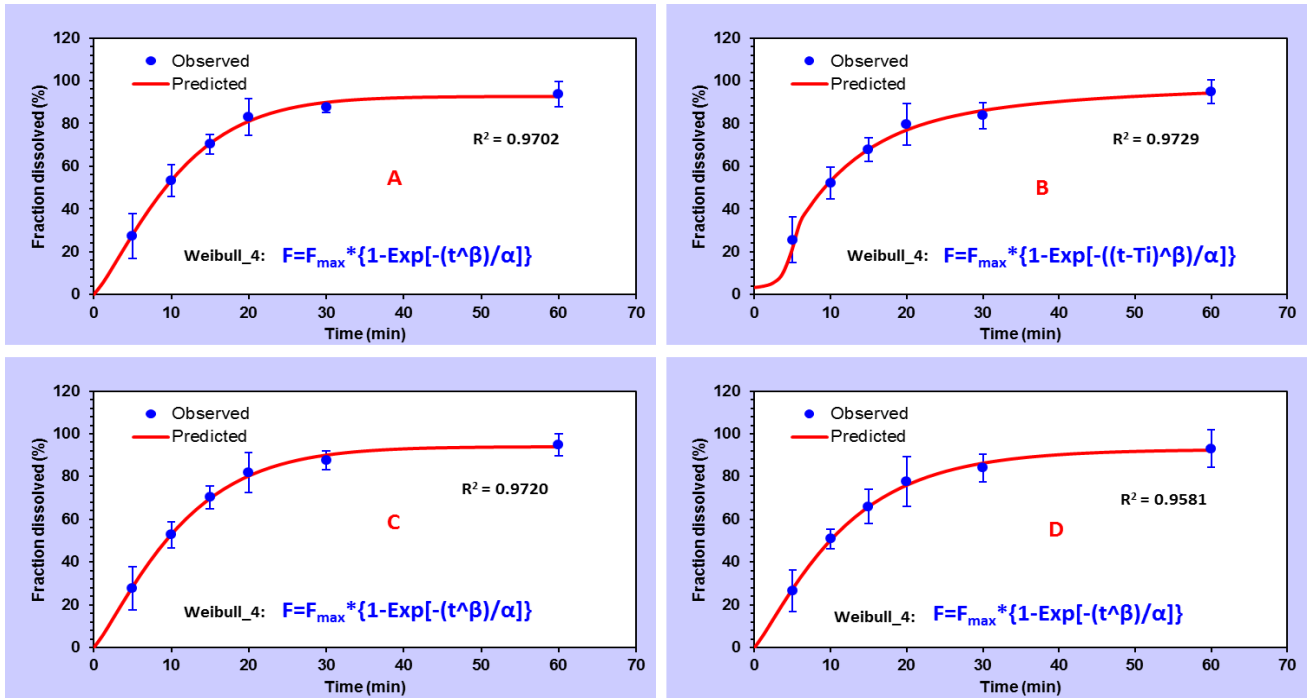 120
100
80
60
40
20
0
Fraction dissolved (%)
Observed
Predicted
R² = 0.9702
A
Weibull_4: F=Fmax*{1-Exp[-(t^β)/α]}
0 10 20 30 40 50 60 70
Time (min)
120
100
80
60
40
20
0
Fraction dissolved (%)
Observed
Predicted
R² = 0.9729
B
Weibull_4: F=Fmax*{1-Exp[-((t-Ti)^β)/α]}
0 10 20 30 40 50 60 70
Time (min)
120
100
80
60
40
20
0
Fraction dissolved (%)
Observed
Predicted
R² = 0.9720
C
Weibull_4: F=Fmax*{1-Exp[-(t^β)/α]}
0 10 20 30 40 50 60 70
Time (min)
120
100
80
60
40
20
0
Fraction dissolved (%)
Observed
Predicted
R² = 0.9581
D
Weibull_4: F=Fmax*{1-Exp[-(t^β)/α]}
0 10 20 30 40 50 60 70
Time (min)